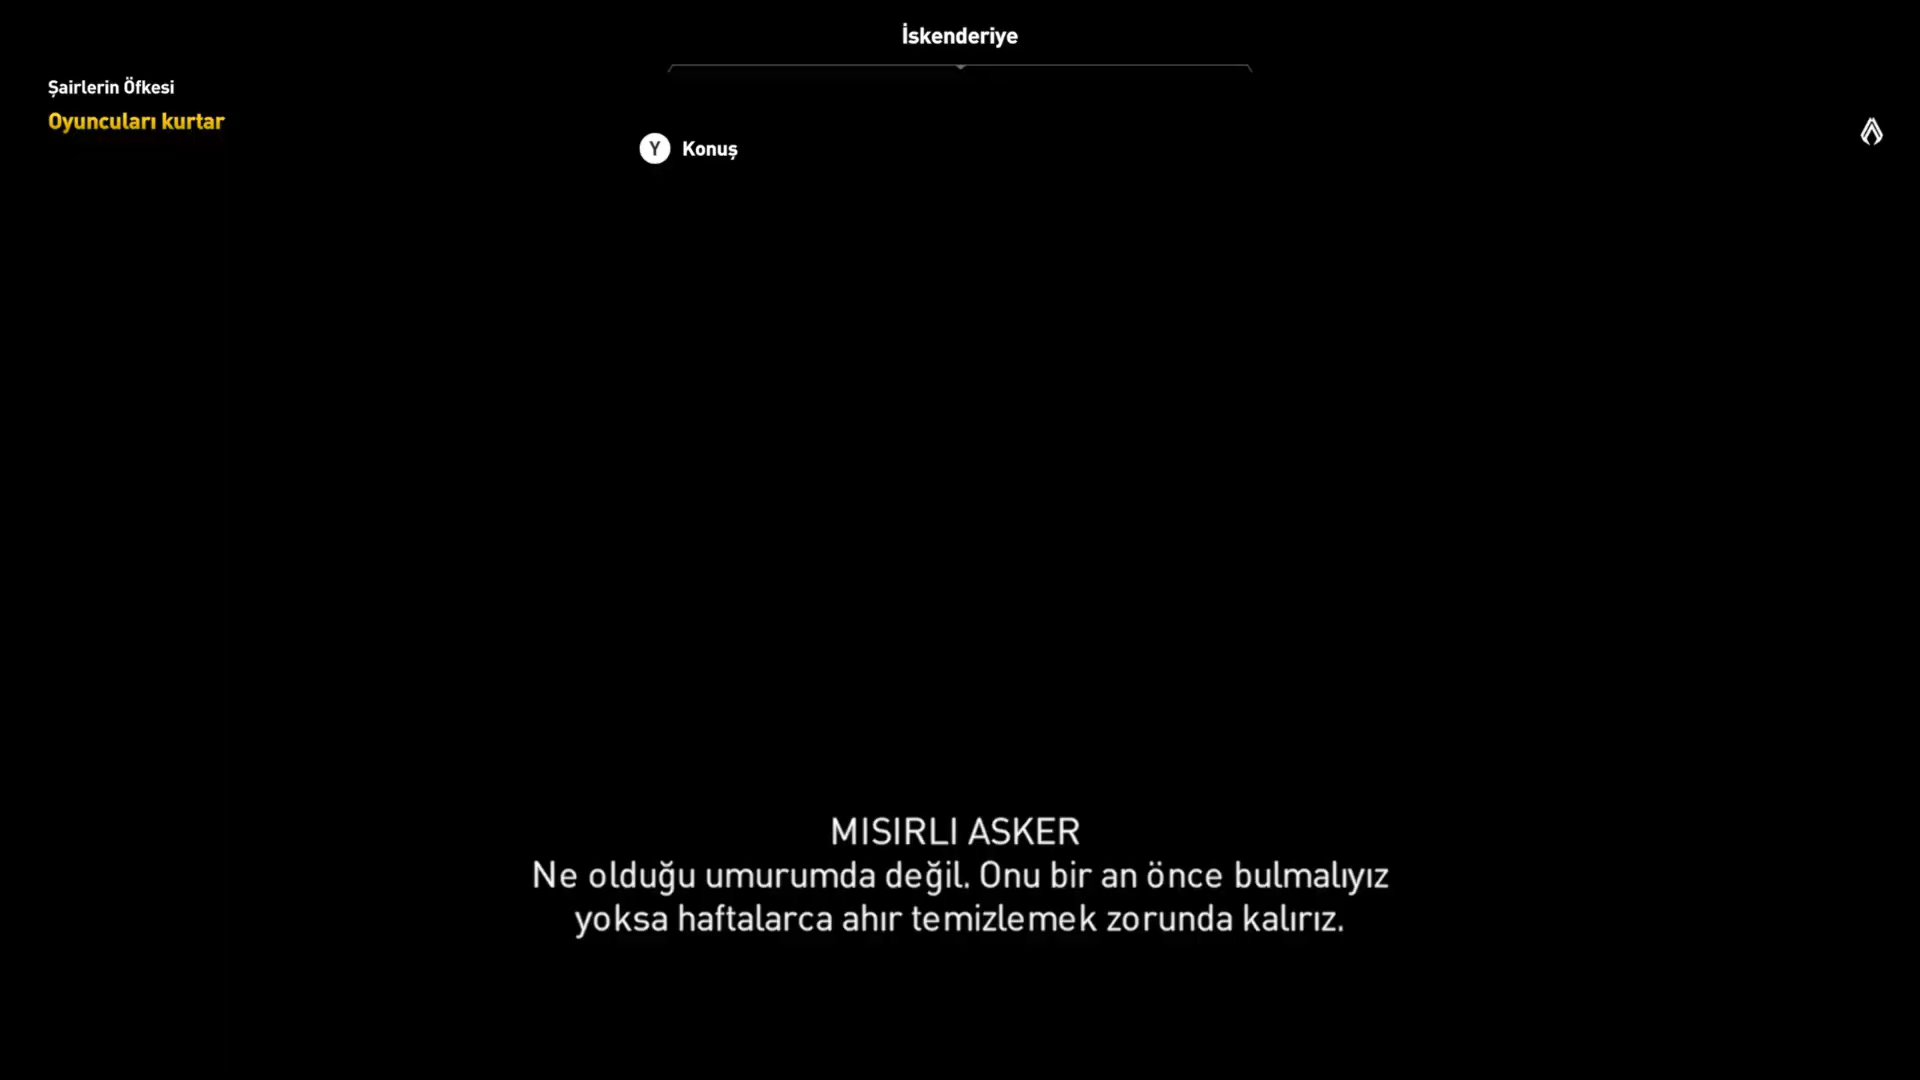 İskenderiye
Şairlerin Öfkesi
Oyuncuları kurtar
Y Konuş
MISIRLI ASKER
Ne olduğu umurumda değil. Onu bir an önce bulmalıyız
yoksa haftalarca ahır temizlemek zorunda kalırız.